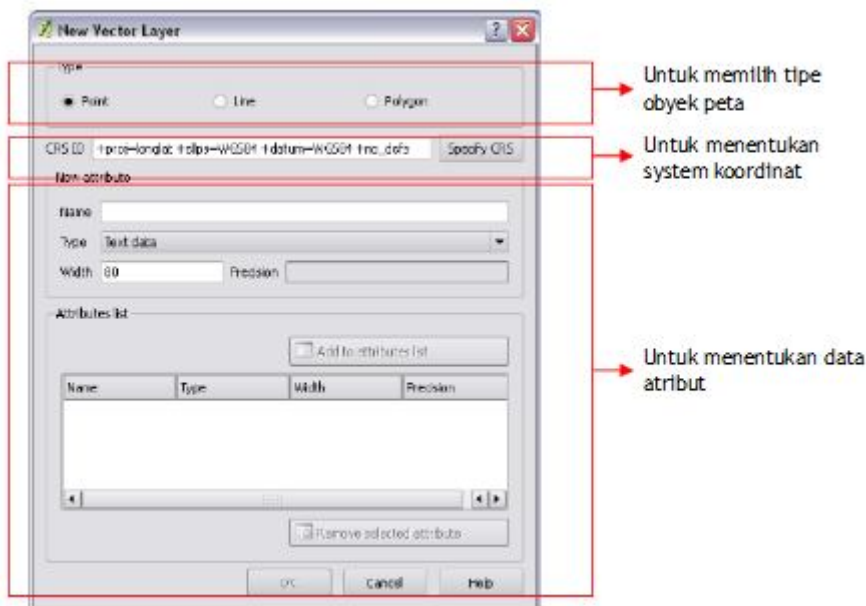 New Vector Layer
Type
Point Line Polygon
Untuk memilih tipe
obyek peta
CRS ID +proj=longlat +ellps=WGS84 +datum=WGS84 +no_defs Specify CRS
Untuk menentukan
system koordinat
New attribute
Name
Type Text data
Width 80 Precision
Attributes list
Add to attributes list
Name Type Width Precision
Untuk menentukan data
atribut
Remove selected attribute
OK Cancel Help